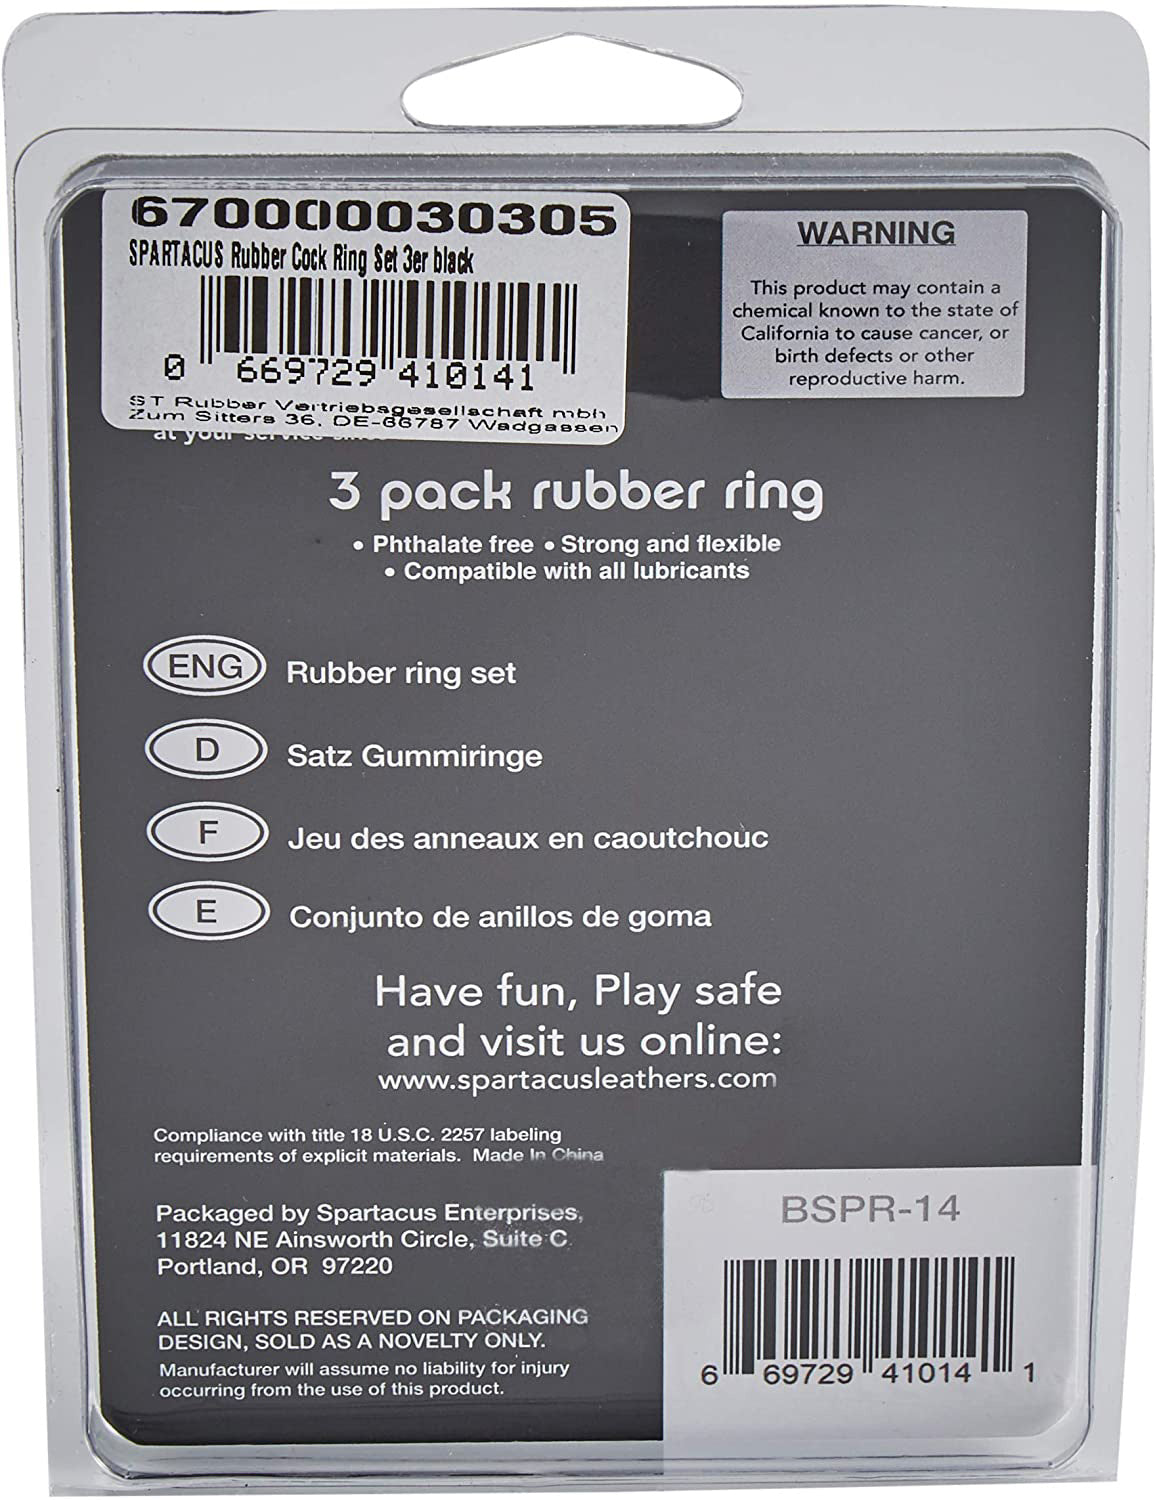 670000030305
SPARTACUS Rubber Cock Ring Set 3er black
0 669729 410141
ST Rubber Vertriebsgesellschaft mbh
Zum Sitters 36, DE-66787 Wadgassen
WARNING
This product may contain a
chemical known to the state of
California to cause cancer, or
birth defects or other
reproductive harm.
at your service since
3 pack rubber ring
• Phthalate free • Strong and flexible
• Compatible with all lubricants
ENG Rubber ring set
D Satz Gummiringe
F Jeu des anneaux en caoutchouc
E Conjunto de anillos de goma
Have fun, Play safe
and visit us online:
www.spartacusleathers.com
Compliance with title 18 U.S.C. 2257 labeling
requirements of explicit materials. Made In China
Packaged by Spartacus Enterprises,
11824 NE Ainsworth Circle, Suite C
Portland, OR 97220
ALL RIGHTS RESERVED ON PACKAGING
DESIGN, SOLD AS A NOVELTY ONLY.
Manufacturer will assume no liability for injury
occurring from the use of this product.
BSPR-14
6 69729 41014 1